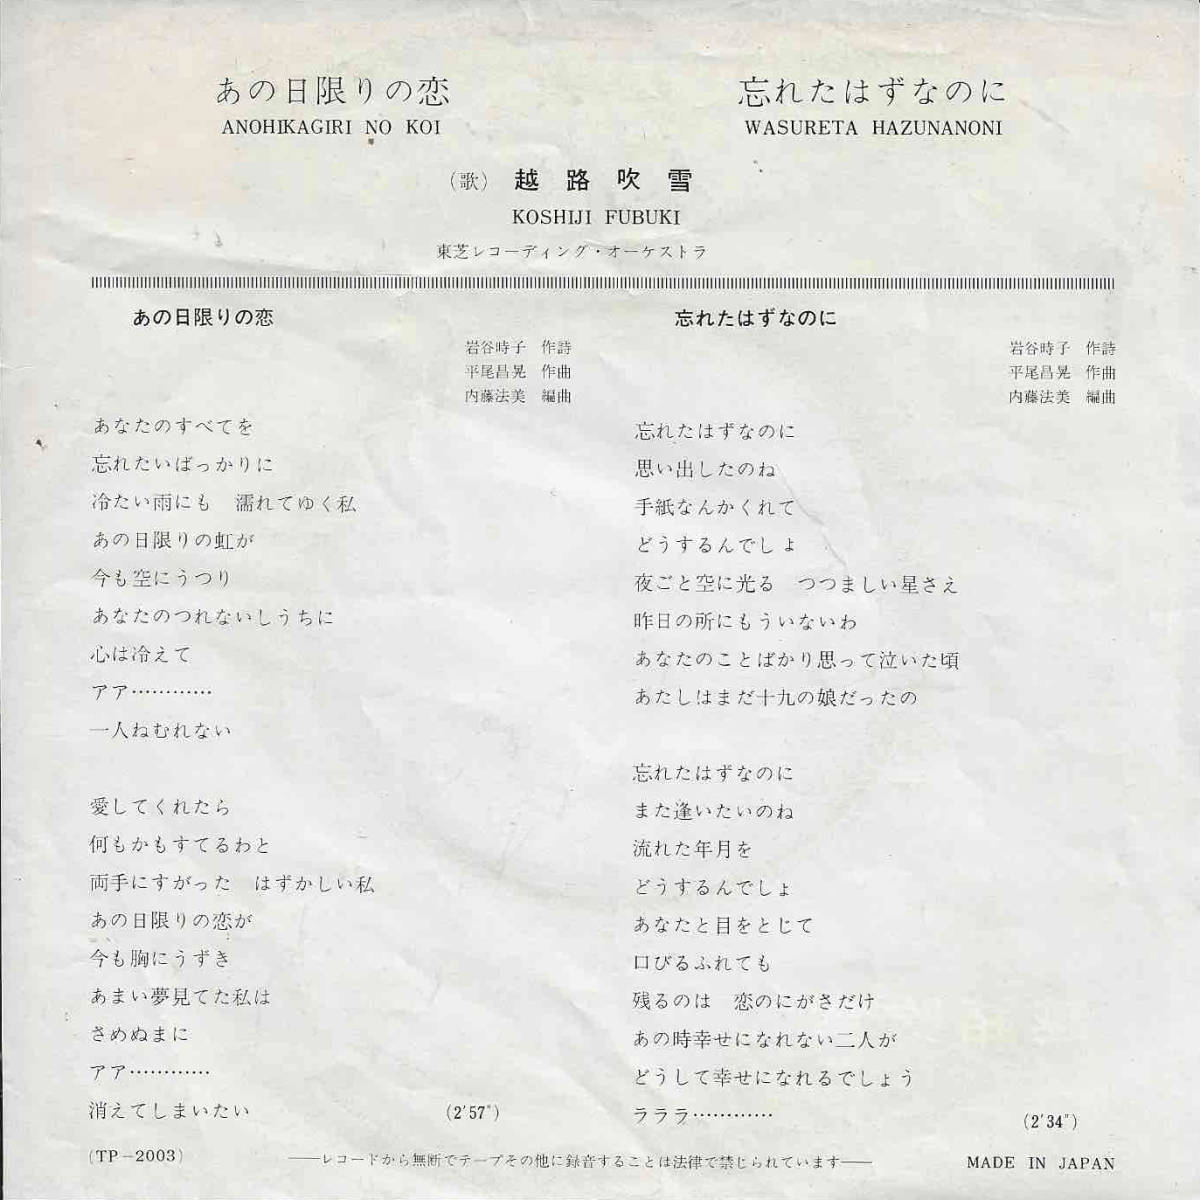 あの日限りの恋
ANOHIKAGIRI NO KOI
忘れたはずなのに
WASURETA HAZUNANONI
(歌) 越路吹雪
KOSHIJI FUBUKI
東芝レコーディング・オーケストラ
あの日限りの恋
岩谷時子 作詩
平尾昌晃 作曲
内藤法美 編曲
あなたのすべてを
忘れたいばっかりに
冷たい雨にも 濡れてゆく私
あの日限りの虹が
今も空にうつり
あなたのつれないしうちに
心は冷えて
アア…………
一人ねむれない
愛してくれたら
何もかもすてるわと
両手にすがった はずかしい私
あの日限りの恋が
今も胸にうずき
あまい夢見てた私は
さめぬまに
アア…………
消えてしまいたい
(2′57″)
忘れたはずなのに
岩谷時子 作詩
平尾昌晃 作曲
内藤法美 編曲
忘れたはずなのに
思い出したのね
手紙なんかくれて
どうするんでしょ
夜ごと空に光る つつましい星さえ
昨日の所にもういないわ
あなたのことばかり思って泣いた頃
あたしはまだ十九の娘だったの
忘れたはずなのに
また逢いたいのね
流れた年月を
どうするんでしょ
あなたと目をとじて
口びるふれても
残るのは 恋のにがさだけ
あの時幸せになれない二人が
どうして幸せになれるでしょう
ラララ…………
(2′34″)
(TP-2003)
──レコードから無断でテープその他に録音することは法律で禁じられています──
MADE IN JAPAN